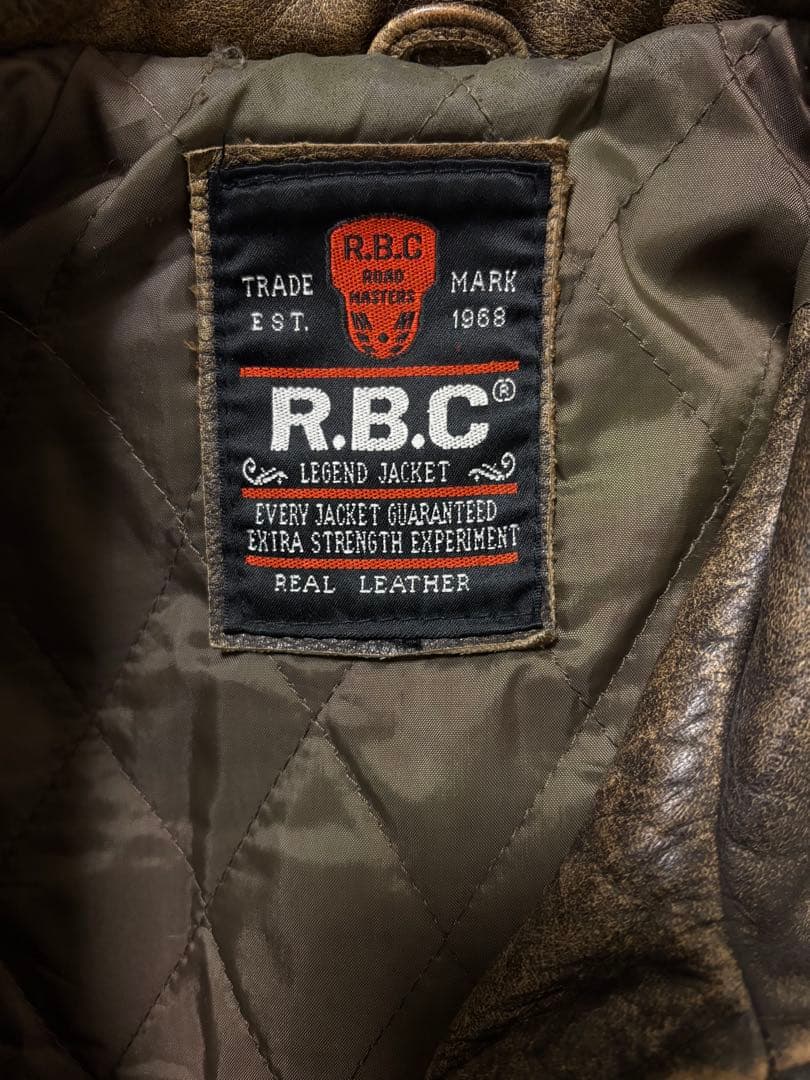 R.B.C
ROAD
MASTERS
TRADE MARK
EST. 1968
R.B.C®
LEGEND JACKET
EVERY JACKET GUARANTEED
EXTRA STRENGTH EXPERIMENT
REAL LEATHER